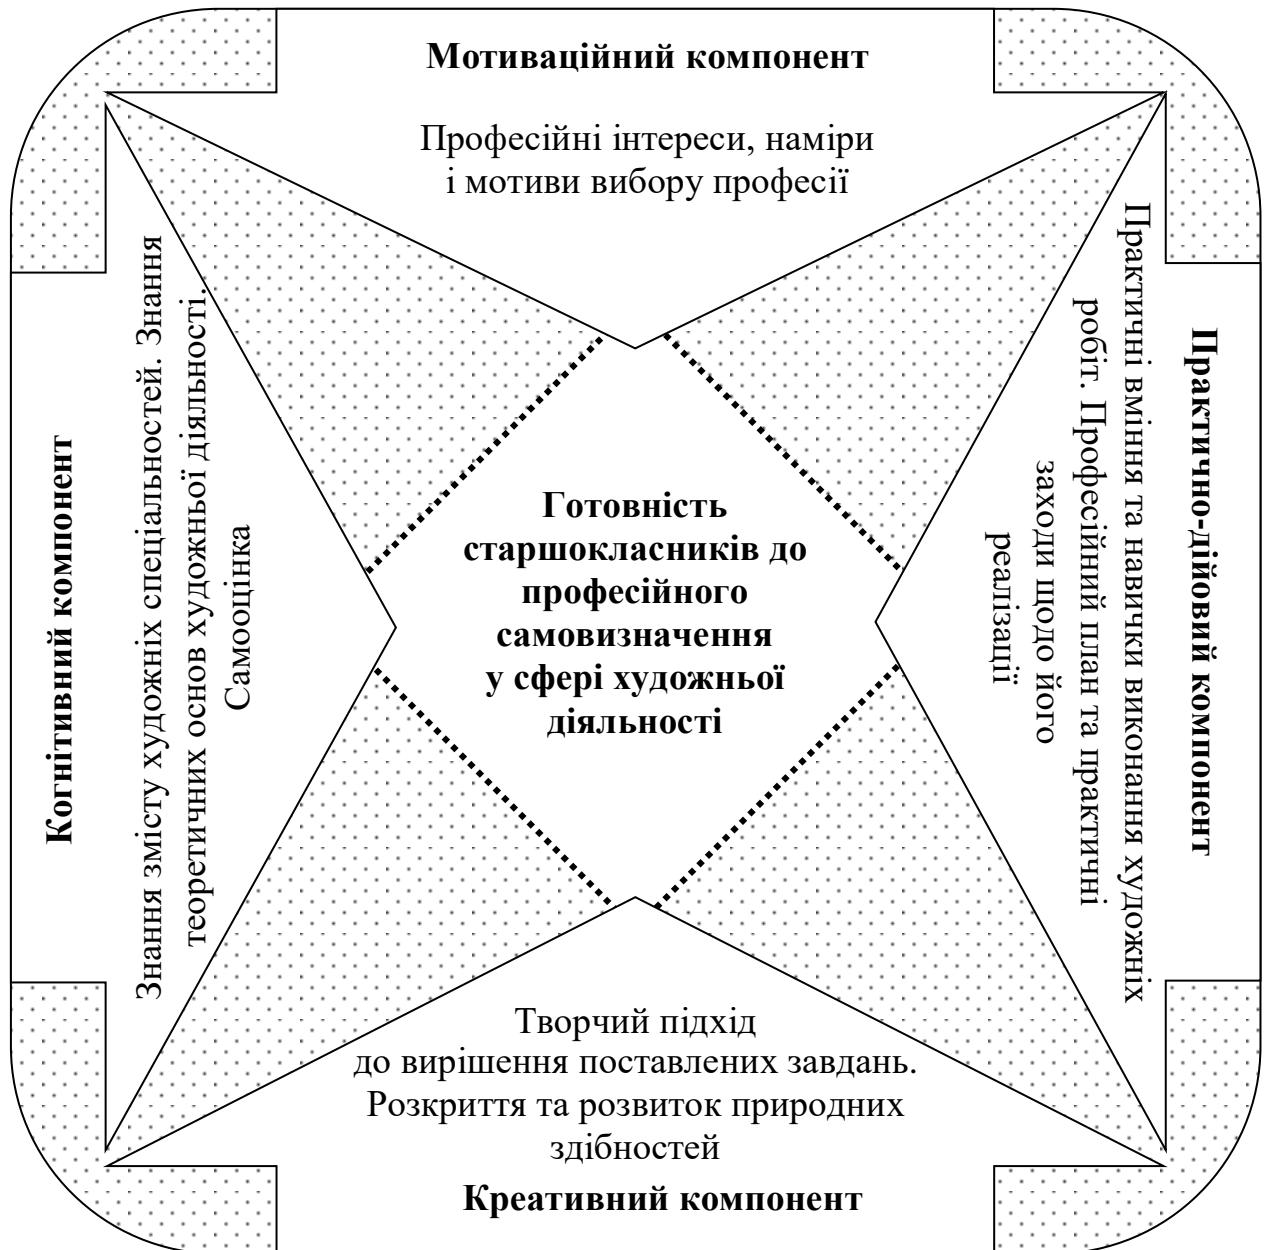 Мотиваційний компонент
Професійні інтереси, наміри
і мотиви вибору професії
Когнітивний компонент
Знання змісту художніх спеціальностей. Знання
теоретичних основ художньої діяльності.
Самооцінка
Готовність
старшокласників до
професійного
самовизначення
у сфері художньої
діяльності
Практично-дійовий компонент
Практичні вміння та навички виконання художніх
робіт. Професійний план та практичні
заходи щодо його
реалізації
Творчий підхід
до вирішення поставлених завдань.
Розкриття та розвиток природних
здібностей
Креативний компонент